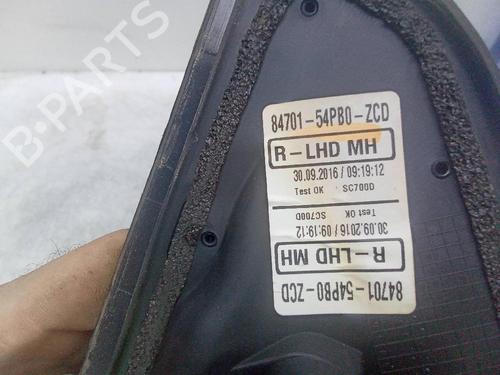 84701-54PB0-ZCD
R-LHD MH
30.09.2016 / 09:19:12
Test OK SC700D
Test OK SC700D
30.09.2016 / 09:19:12
R-LHD MH
84701-54PB0-ZCD
B-PARTS